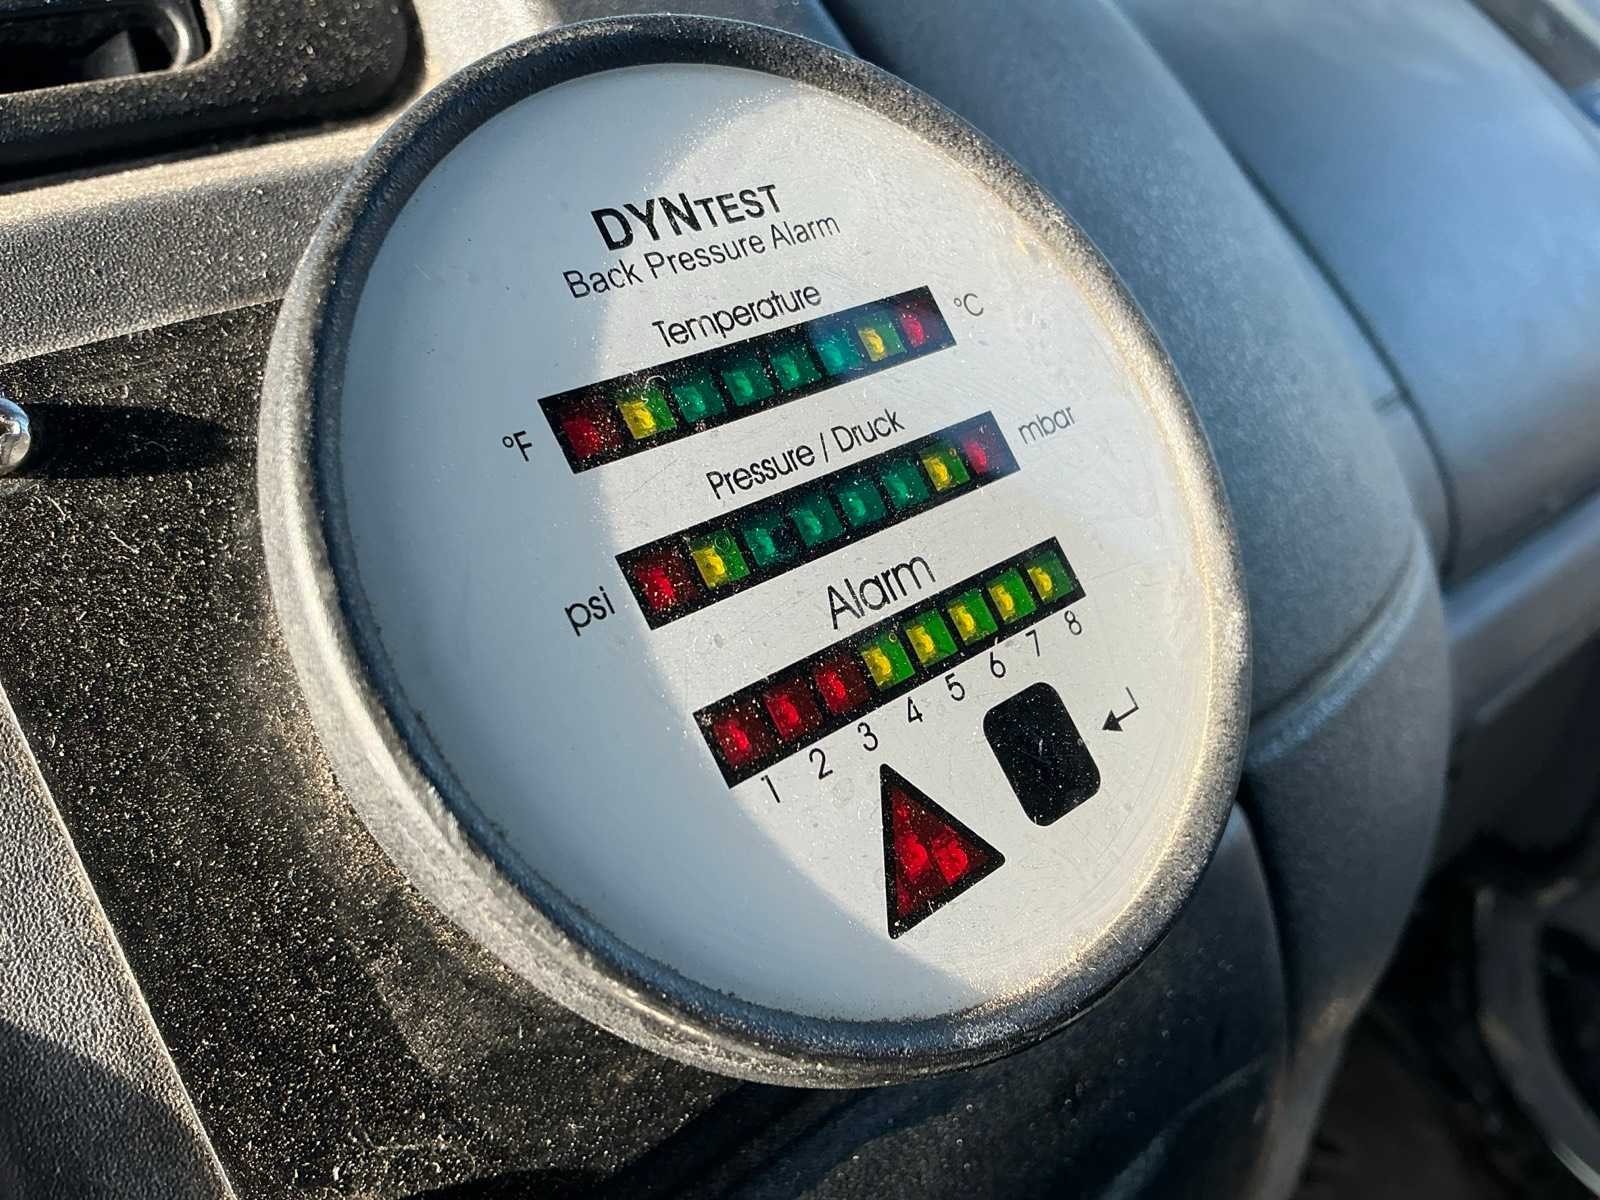 DYNTEST
Back Pressure Alarm
Temperature
°F
°C
Pressure / Druck
psi
mbar
Alarm
1 2 3 4 5 6 7 8